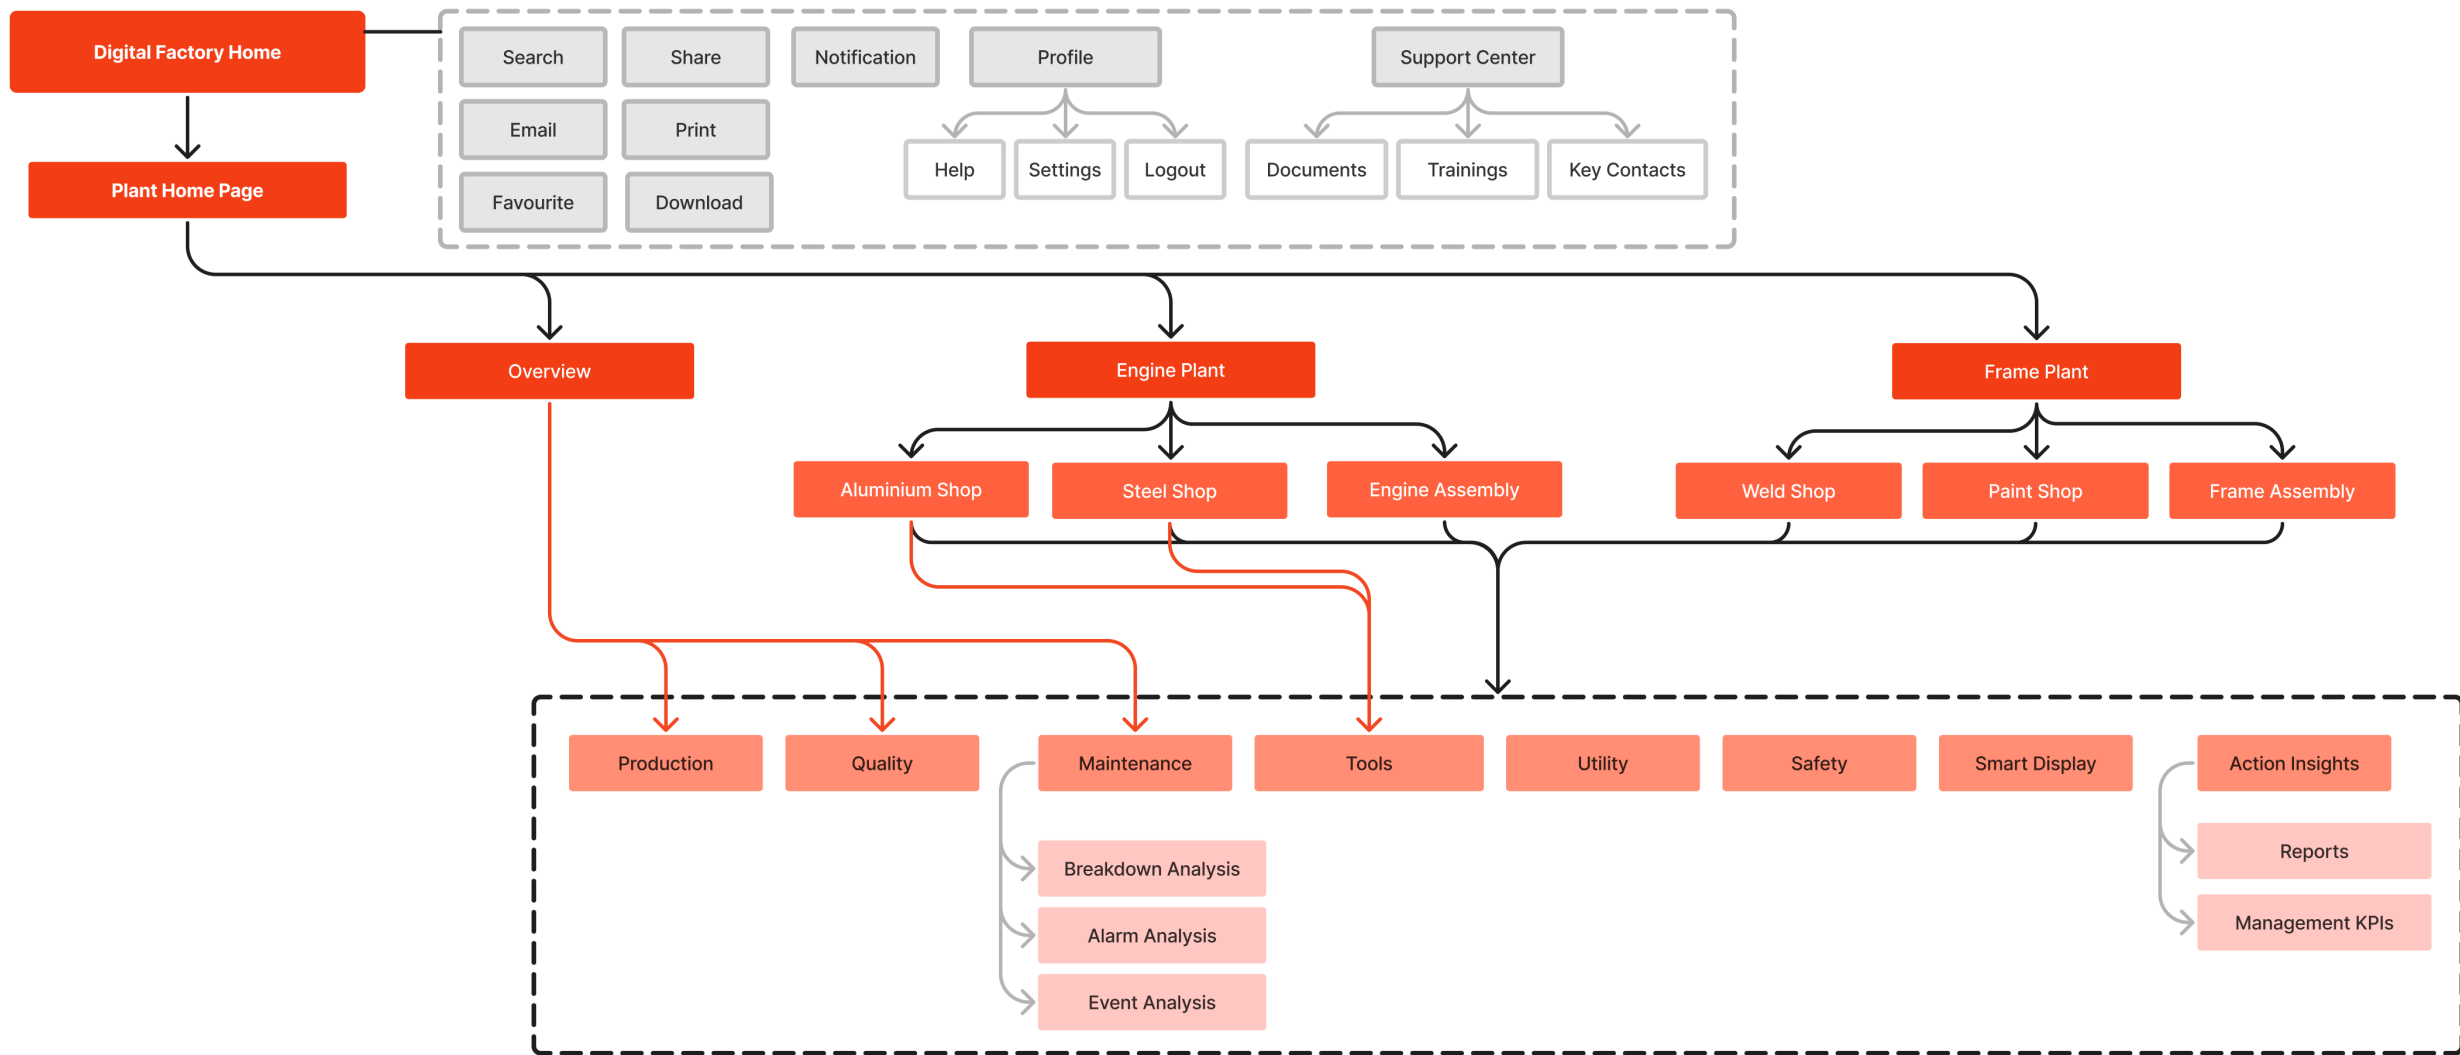 Digital Factory Home
Search
Share
Notification
Profile
Support Center
Email
Print
Help
Settings
Logout
Documents
Trainings
Key Contacts
Plant Home Page
Favourite
Download
Overview
Engine Plant
Frame Plant
Aluminium Shop
Steel Shop
Engine Assembly
Weld Shop
Paint Shop
Frame Assembly
Production
Quality
Maintenance
Tools
Utility
Safety
Smart Display
Action Insights
Breakdown Analysis
Alarm Analysis
Event Analysis
Reports
Management KPIs